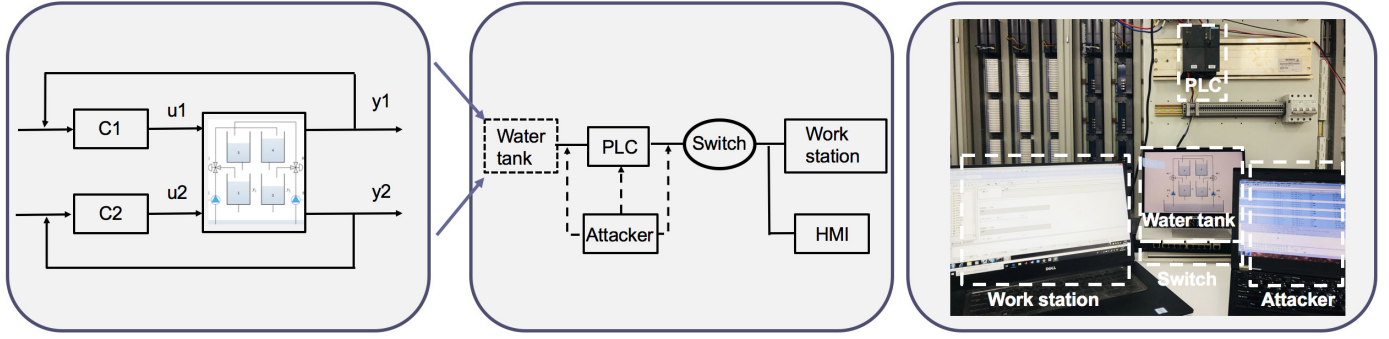 C1
u1
y1
C2
u2
y2
Water
tank
PLC
Switch
Work
station
Attacker
HMI
PLC
Water tank
Switch
Work station
Attacker
DELL